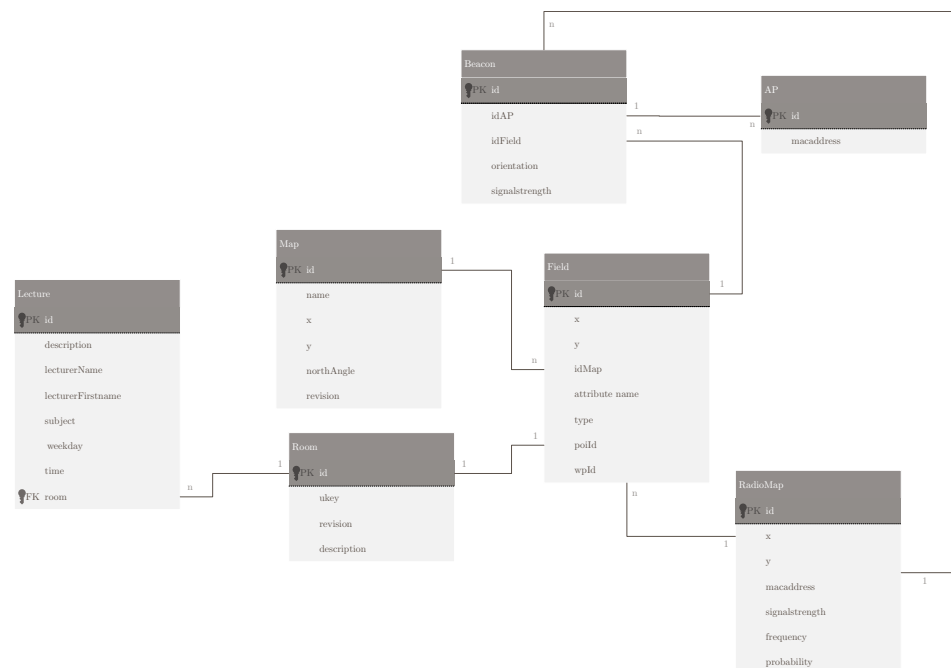 n
Beacon
PK id
idAP
idField
orientation
signalstrength
1
n
n
AP
PK id
macaddress
Map
PK id
name
x
y
northAngle
revision
1
n
Field
PK id
x
y
idMap
attribute name
type
poiId
wpId
1
Lecture
PK id
description
lecturerName
lecturerFirstname
subject
weekday
time
FK room
n
1
Room
PK id
ukey
revision
description
1
1
n
1
RadioMap
PK id
x
y
macaddress
signalstrength
frequency
probability
1